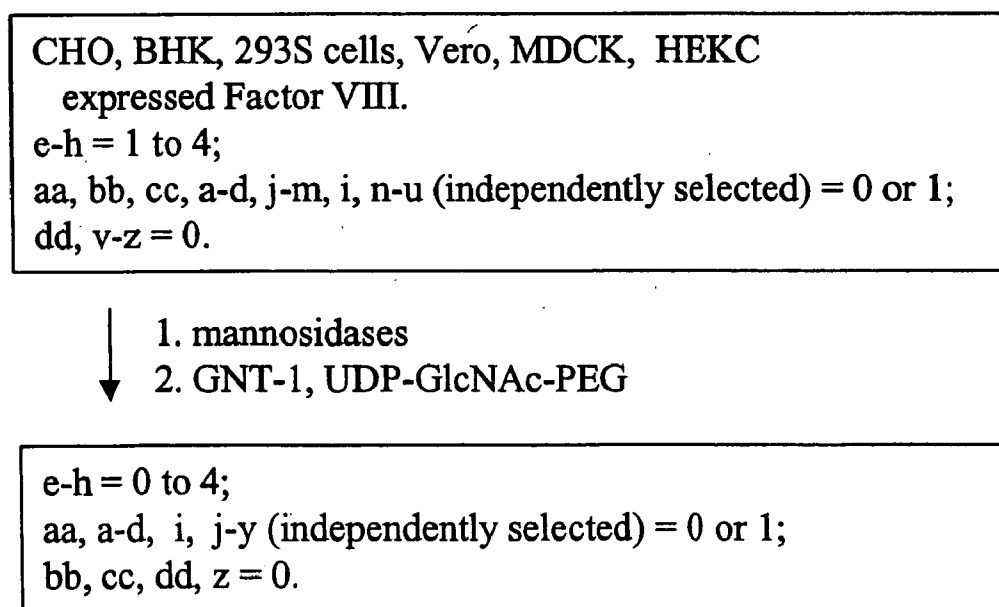 CHO, BHK, 293S cells, Vero, MDCK, HEKC
expressed Factor VIII.
e-h = 1 to 4;
aa, bb, cc, a-d, j-m, i, n-u (independently selected) = 0 or 1;
dd, v-z = 0.
1. mannosidases
2. GNT-1, UDP-GlcNAc-PEG
e-h = 0 to 4;
aa, a-d, i, j-y (independently selected) = 0 or 1;
bb, cc, dd, z = 0.